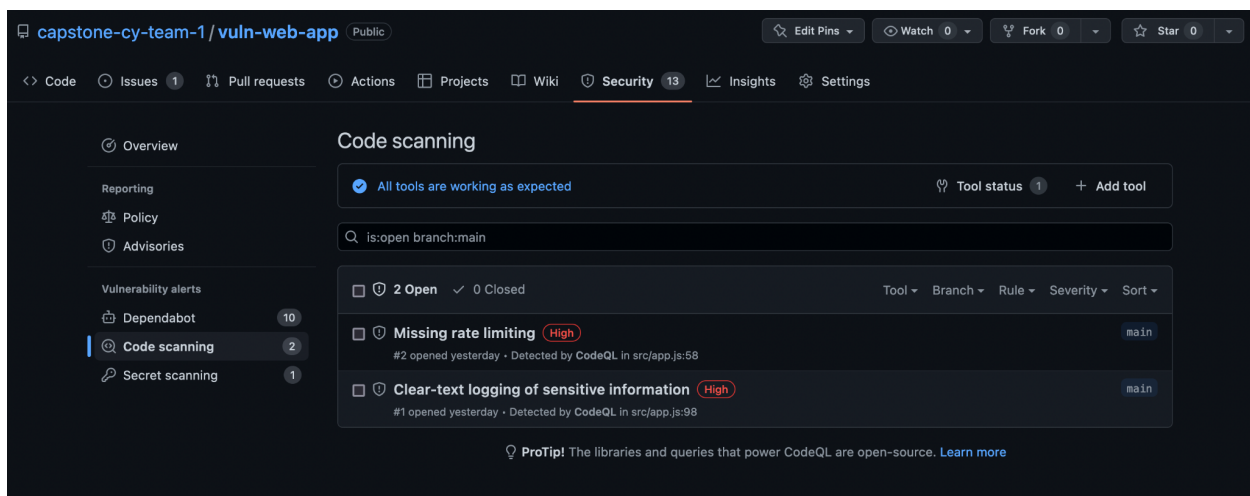 capstone-cy-team-1 / vuln-web-app Public
Edit Pins
Watch 0
Fork 0
Star 0
<> Code
Issues 1
Pull requests
Actions
Projects
Wiki
Security 13
Insights
Settings
Overview
Reporting
Policy
Advisories
Vulnerability alerts
Dependabot 10
Code scanning 2
Secret scanning 1
Code scanning
All tools are working as expected
Tool status 1
+ Add tool
is:open branch:main
2 Open 0 Closed
Tool Branch Rule Severity Sort
Missing rate limiting High main
#2 opened yesterday • Detected by CodeQL in src/app.js:58
Clear-text logging of sensitive information High main
#1 opened yesterday • Detected by CodeQL in src/app.js:98
ProTip! The libraries and queries that power CodeQL are open-source. Learn more